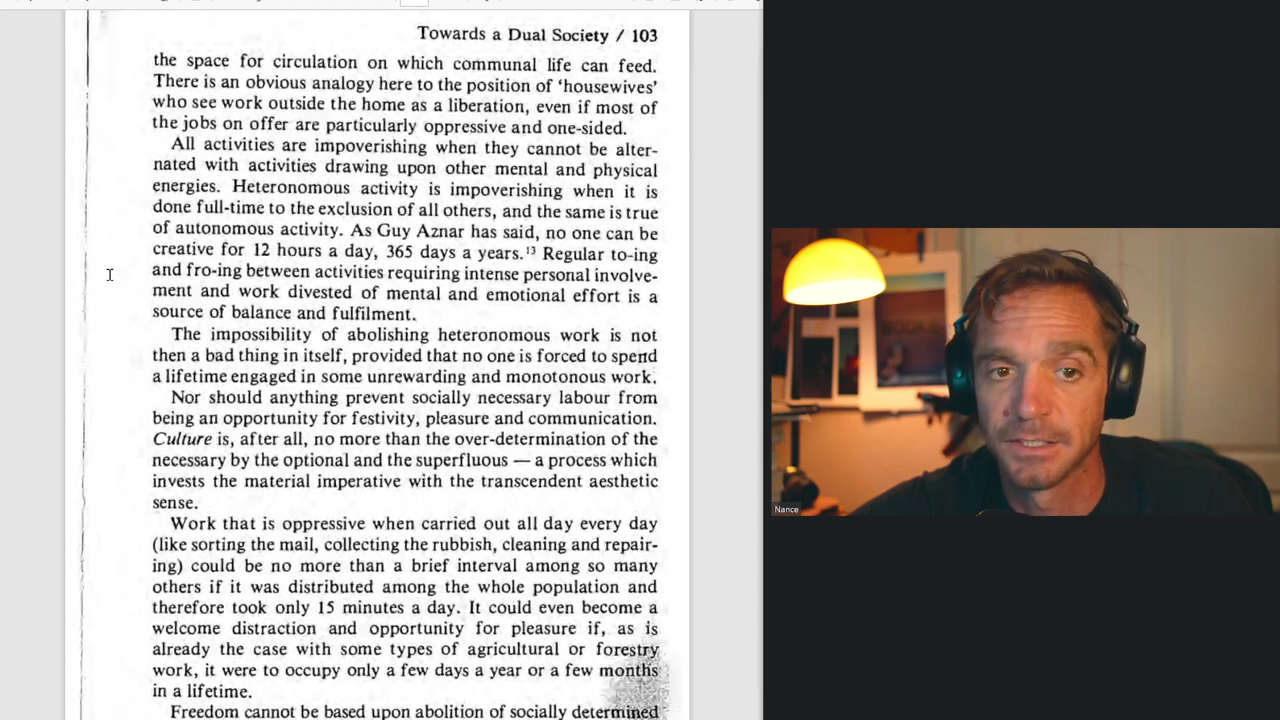 Towards a Dual Society / 103
the space for circulation on which communal life can feed.
There is an obvious analogy here to the position of ‘housewives’
who see work outside the home as a liberation, even if most of
the jobs on offer are particularly oppressive and one-sided.
All activities are impoverishing when they cannot be alter-
nated with activities drawing upon other mental and physical
energies. Heteronomous activity is impoverishing when it is
done full-time to the exclusion of all others, and the same is true
of autonomous activity. As Guy Aznar has said, no one can be
creative for 12 hours a day, 365 days a years.¹³ Regular to-ing
and fro-ing between activities requiring intense personal involve-
ment and work divested of mental and emotional effort is a
source of balance and fulfilment.
The impossibility of abolishing heteronomous work is not
then a bad thing in itself, provided that no one is forced to spend
a lifetime engaged in some unrewarding and monotonous work.
Nor should anything prevent socially necessary labour from
being an opportunity for festivity, pleasure and communication.
Culture is, after all, no more than the over-determination of the
necessary by the optional and the superfluous — a process which
invests the material imperative with the transcendent aesthetic
sense.
Work that is oppressive when carried out all day every day
(like sorting the mail, collecting the rubbish, cleaning and repair-
ing) could be no more than a brief interval among so many
others if it was distributed among the whole population and
therefore took only 15 minutes a day. It could even become a
welcome distraction and opportunity for pleasure if, as is
already the case with some types of agricultural or forestry
work, it were to occupy only a few days a year or a few months
in a lifetime.
Freedom cannot be based upon abolition of socially determined
Nance